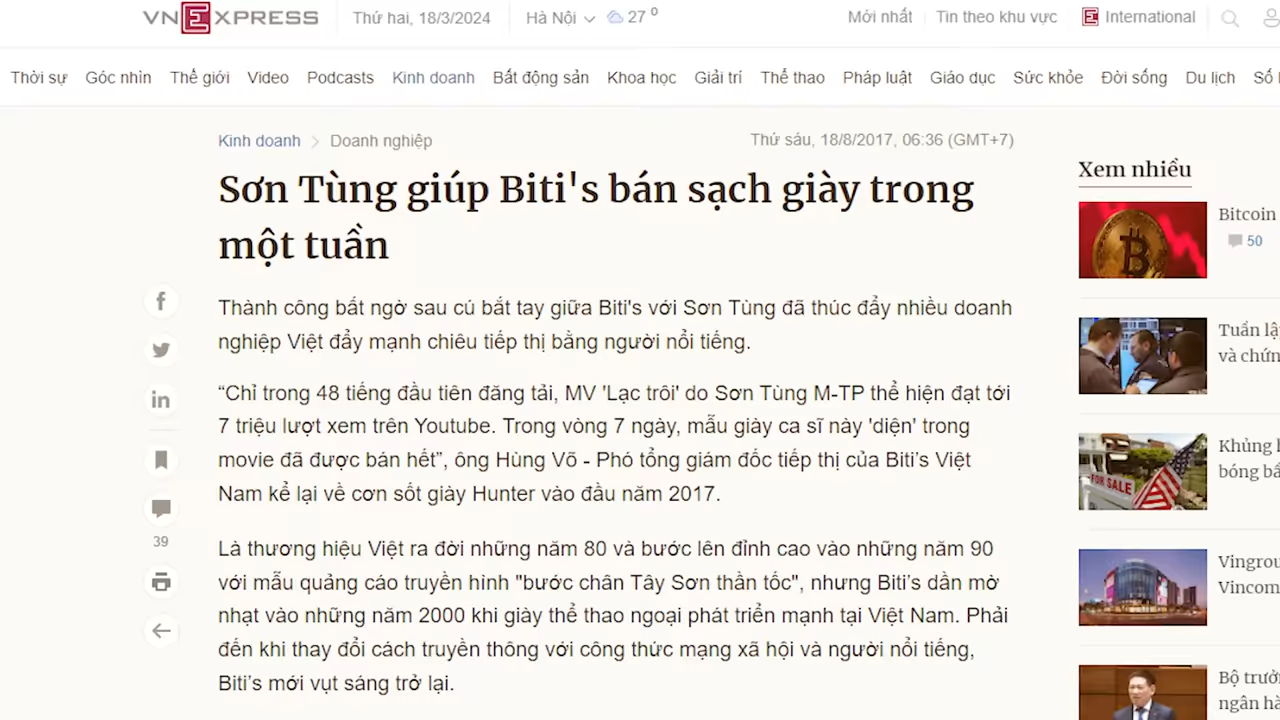 VNEXPRESS
Thứ hai, 18/3/2024
Hà Nội
27°
Mới nhất
Tin theo khu vực
International
Thời sự Góc nhìn Thế giới Video Podcasts Kinh doanh Bất động sản Khoa học Giải trí Thể thao Pháp luật Giáo dục Sức khỏe Đời sống Du lịch Số
Kinh doanh > Doanh nghiệp
Thứ sáu, 18/8/2017, 06:36 (GMT+7)
Sơn Tùng giúp Biti's bán sạch giày trong
một tuần
Thành công bất ngờ sau cú bắt tay giữa Biti's với Sơn Tùng đã thúc đẩy nhiều doanh
nghiệp Việt đẩy mạnh chiêu tiếp thị bằng người nổi tiếng.
“Chỉ trong 48 tiếng đầu tiên đăng tải, MV 'Lạc trôi' do Sơn Tùng M-TP thể hiện đạt tới
7 triệu lượt xem trên Youtube. Trong vòng 7 ngày, mẫu giày ca sĩ này 'diện' trong
movie đã được bán hết”, ông Hùng Võ - Phó tổng giám đốc tiếp thị của Biti’s Việt
Nam kể lại về cơn sốt giày Hunter vào đầu năm 2017.
39
Là thương hiệu Việt ra đời những năm 80 và bước lên đỉnh cao vào những năm 90
với mẫu quảng cáo truyền hình "bước chân Tây Sơn thần tốc", nhưng Biti’s dần mờ
nhạt vào những năm 2000 khi giày thể thao ngoại phát triển mạnh tại Việt Nam. Phải
đến khi thay đổi cách truyền thông với công thức mạng xã hội và người nổi tiếng,
Biti’s mới vụt sáng trở lại.
Xem nhiều
Bitcoin
50
Tuần
và
Khủng
bóng
FOR SALE
Vingrou
Vincom
Bộ
ngân